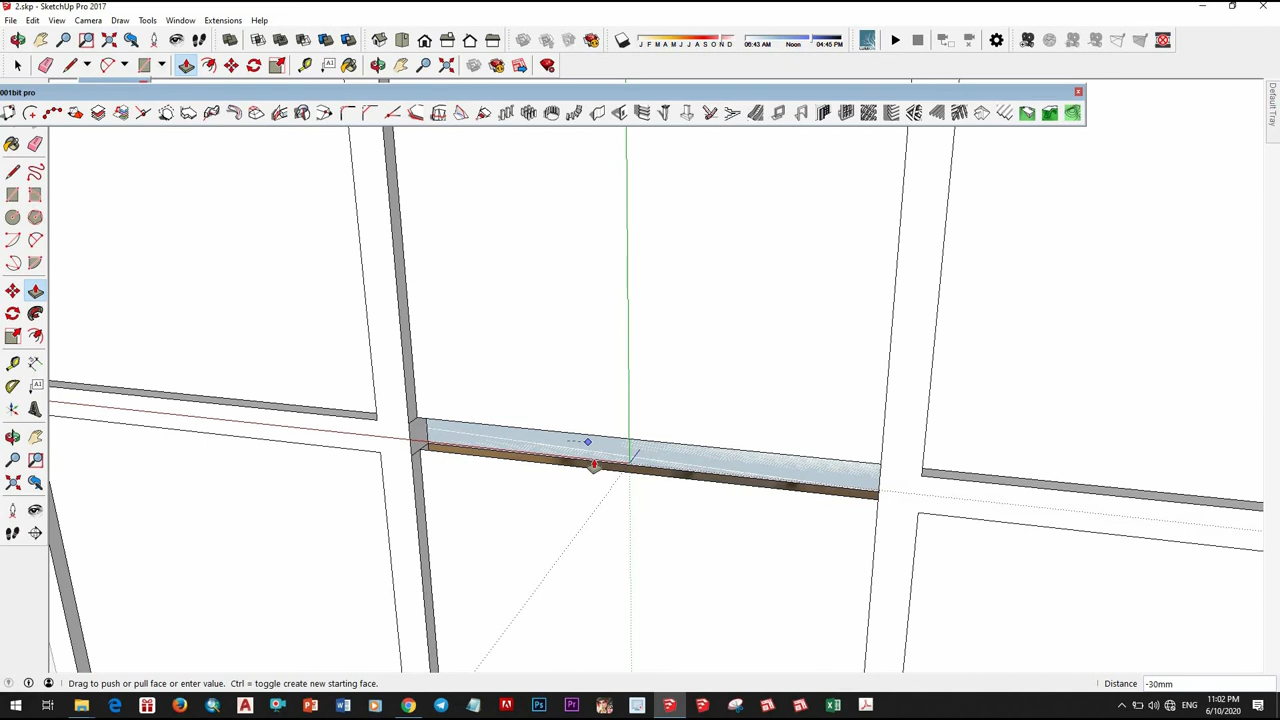 2.skp - SketchUp Pro 2017
File Edit View Camera Draw Tools Window Extensions Help
J F M A M J J A S O N D
06:43 AM Noon 04:45 PM
001bit pro
Default Tray
Drag to push or pull face or enter value. Ctrl = toggle create new starting face.
Distance -30mm
ENG
11:02 PM
6/10/2020